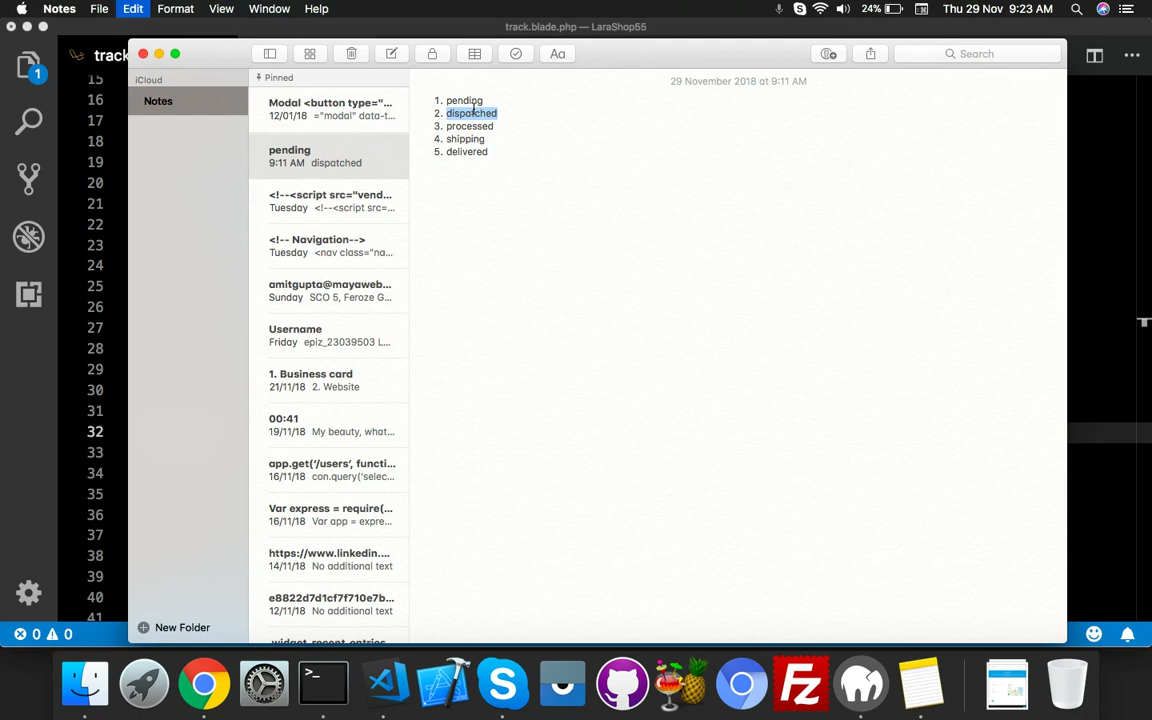 Notes File Edit Format View Window Help 24% Thu 29 Nov 9:23 AM
track.blade.php — LaraShop55
track
1
Aa
Search
iCloud
Notes
New Folder
Pinned
Modal <button type="...
12/01/18 ="modal" data-t...
pending
9:11 AM dispatched
<!--<script src="vend...
Tuesday <!--<script src=...
<!-- Navigation-->
Tuesday <nav class="na...
amitgupta@mayaweb...
Sunday SCO 5, Feroze G...
Username
Friday epiz_23039503 L...
1. Business card
21/11/18 2. Website
00:41
19/11/18 My beauty, what...
app.get('/users', functi...
16/11/18 con.query('selec...
Var express = require(...
16/11/18 Var app = expre...
https://www.linkedin....
14/11/18 No additional text
e8822d7d1cf7f710e7b...
12/11/18 No additional text
29 November 2018 at 9:11 AM
1. pending
2. dispatched
3. processed
4. shipping
5. delivered
15
16
17
18
19
20
21
22
23
24
25
26
27
28
29
30
31
32
33
34
35
36
37
38
39
40
41
0 0